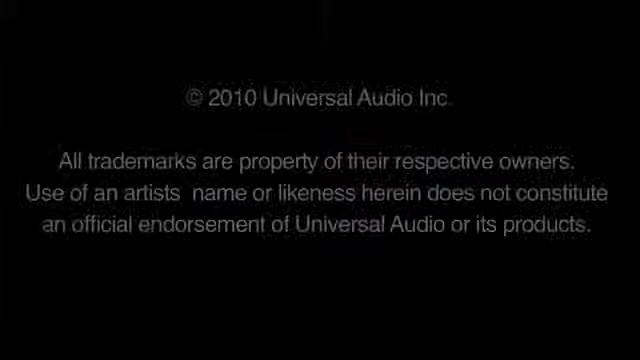 © 2010 Universal Audio Inc.
All trademarks are property of their respective owners.
Use of an artists name or likeness herein does not constitute
an official endorsement of Universal Audio or its products.